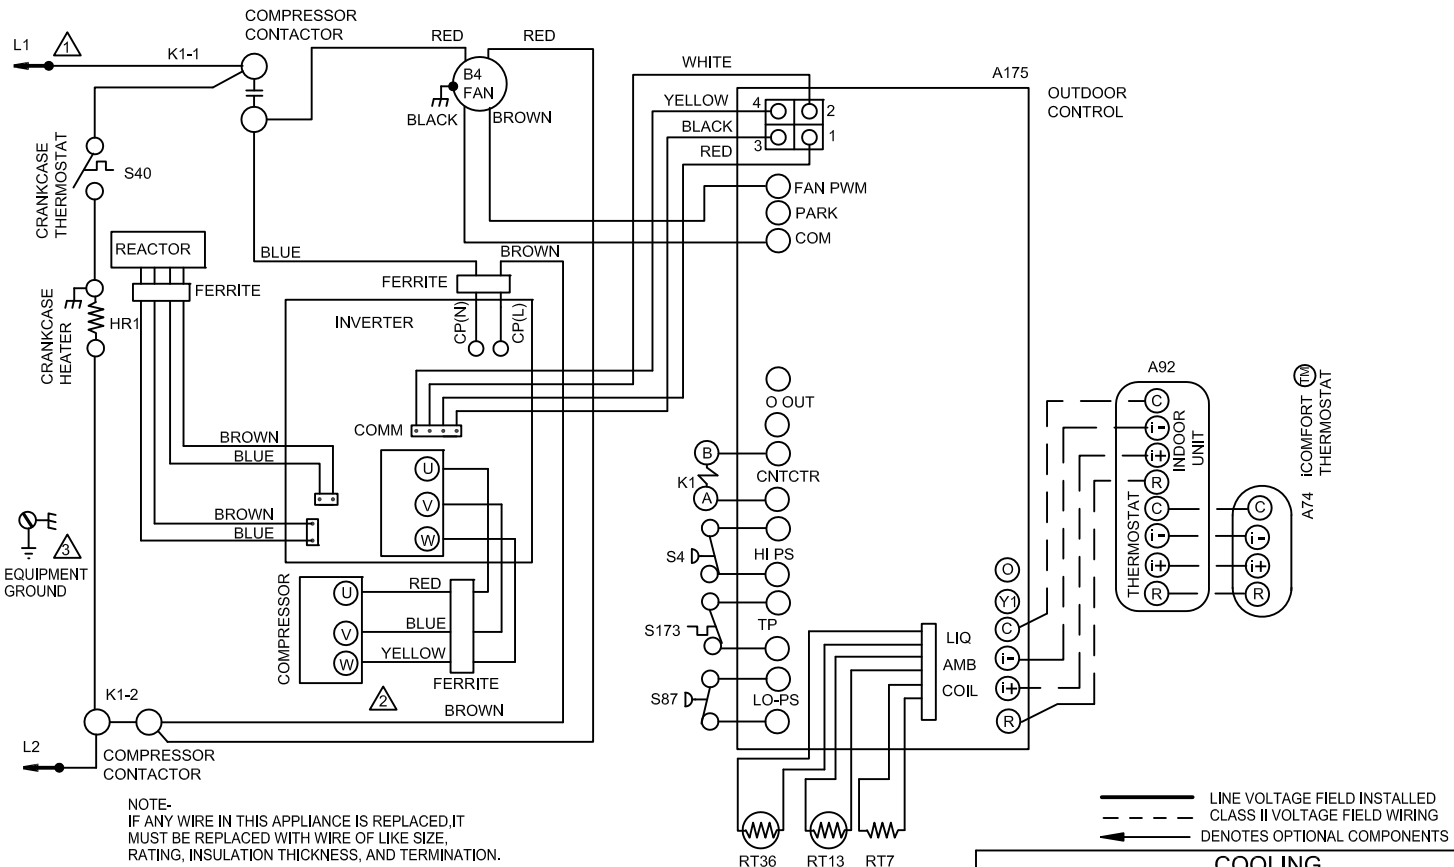 COMPRESSOR
CONTACTOR
L1
1
K1-1
RED
RED
B4
FAN
BLACK
BROWN
WHITE
YELLOW
BLACK
RED
A175
OUTDOOR
CONTROL
4
2
3
1
FAN PWM
PARK
COM
CRANKCASE
THERMOSTAT
S40
REACTOR
FERRITE
BLUE
FERRITE
BROWN
CRANKCASE
HEATER
HR1
INVERTER
CP(N)
CP(L)
COMM
O OUT
B
CNTCTR
K1
A
BROWN
BLUE
BROWN
BLUE
U
V
W
3
EQUIPMENT
GROUND
S4
HI PS
S173
TP
S87
LO-PS
COMPRESSOR
U
V
W
RED
BLUE
YELLOW
2
FERRITE
BROWN
K1-2
L2
COMPRESSOR
CONTACTOR
LIQ
AMB
COIL
O
Y1
C
i-
i+
R
A92
C
i-
i+
R
C
i-
i+
R
INDOOR
UNIT
THERMOSTAT
C
i-
i+
R
A74
iCOMFORT TM
THERMOSTAT
RT36
RT13
RT7
NOTE-
IF ANY WIRE IN THIS APPLIANCE IS REPLACED,IT
MUST BE REPLACED WITH WIRE OF LIKE SIZE,
RATING, INSULATION THICKNESS, AND TERMINATION.
LINE VOLTAGE FIELD INSTALLED
CLASS II VOLTAGE FIELD WIRING
DENOTES OPTIONAL COMPONENTS
COOLING